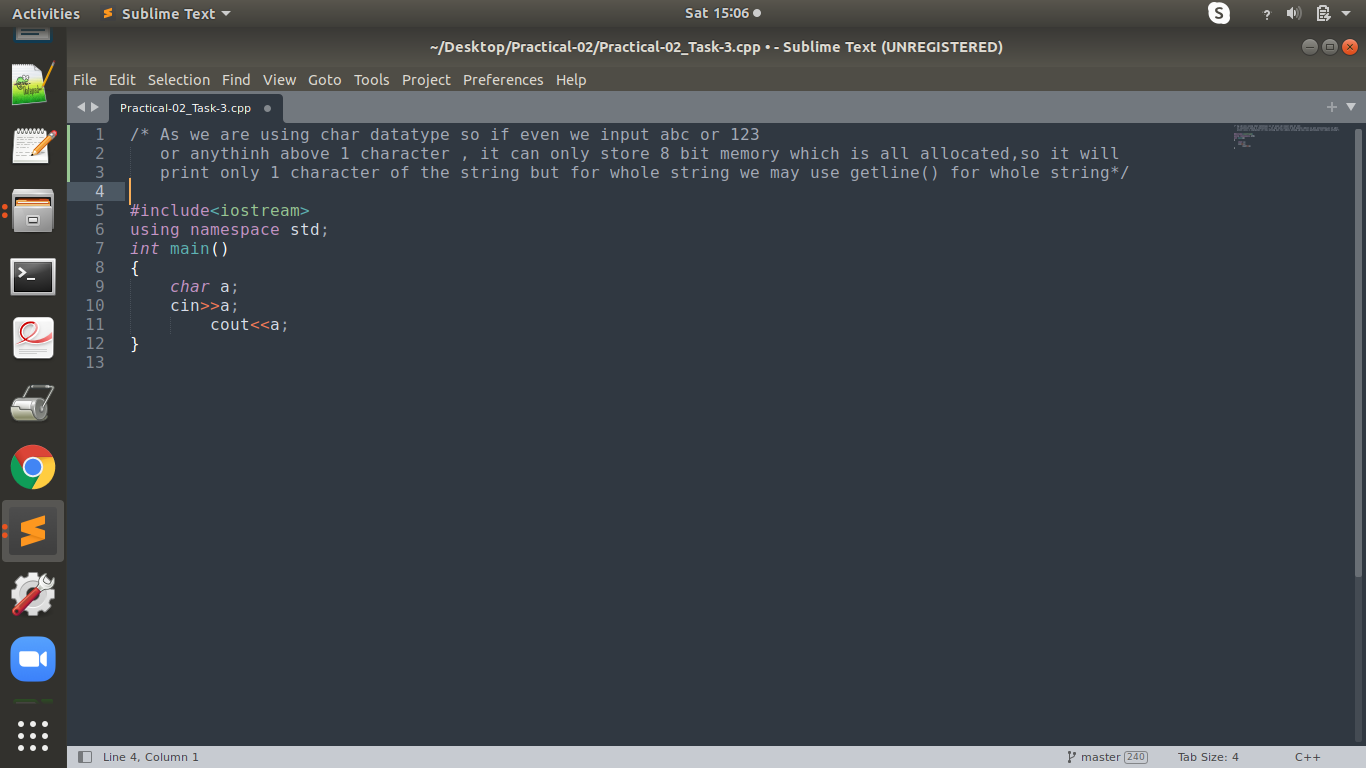 Activities
Sublime Text
Sat 15:06
S
?
~/Desktop/Practical-02/Practical-02_Task-3.cpp • - Sublime Text (UNREGISTERED)
File Edit Selection Find View Goto Tools Project Preferences Help
Practical-02_Task-3.cpp
1 /* As we are using char datatype so if even we input abc or 123
2 or anythinh above 1 character , it can only store 8 bit memory which is all allocated,so it will
3 print only 1 character of the string but for whole string we may use getline() for whole string*/
4
5 #include<iostream>
6 using namespace std;
7 int main()
8 {
9 char a;
10 cin>>a;
11 cout<<a;
12 }
13
Line 4, Column 1
master 240
Tab Size: 4
C++